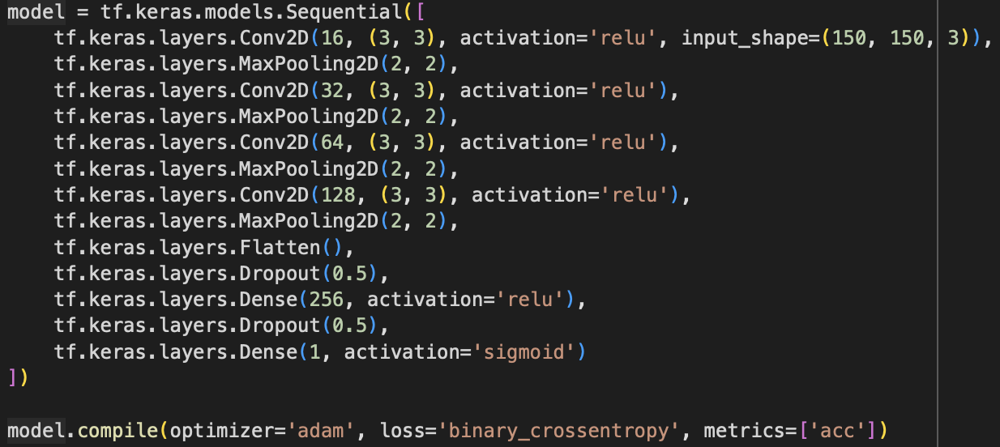 model = tf.keras.models.Sequential([
    tf.keras.layers.Conv2D(16, (3, 3), activation='relu', input_shape=(150, 150, 3)),
    tf.keras.layers.MaxPooling2D(2, 2),
    tf.keras.layers.Conv2D(32, (3, 3), activation='relu'),
    tf.keras.layers.MaxPooling2D(2, 2),
    tf.keras.layers.Conv2D(64, (3, 3), activation='relu'),
    tf.keras.layers.MaxPooling2D(2, 2),
    tf.keras.layers.Conv2D(128, (3, 3), activation='relu'),
    tf.keras.layers.MaxPooling2D(2, 2),
    tf.keras.layers.Flatten(),
    tf.keras.layers.Dropout(0.5),
    tf.keras.layers.Dense(256, activation='relu'),
    tf.keras.layers.Dropout(0.5),
    tf.keras.layers.Dense(1, activation='sigmoid')
])

model.compile(optimizer='adam', loss='binary_crossentropy', metrics=['acc'])